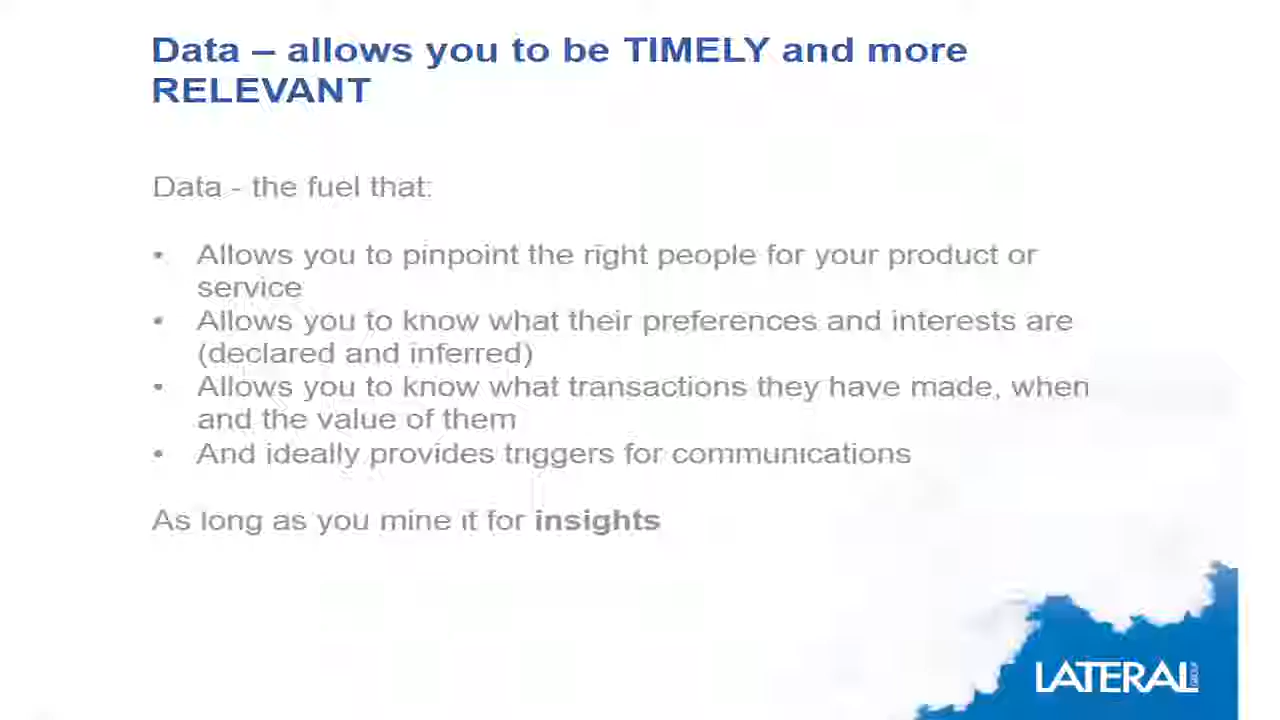 Data – allows you to be TIMELY and more
RELEVANT
Data - the fuel that:
• Allows you to pinpoint the right people for your product or
service
• Allows you to know what their preferences and interests are
(declared and inferred)
• Allows you to know what transactions they have made, when
and the value of them
• And ideally provides triggers for communications
As long as you mine it for insights
LATERAL GROUP